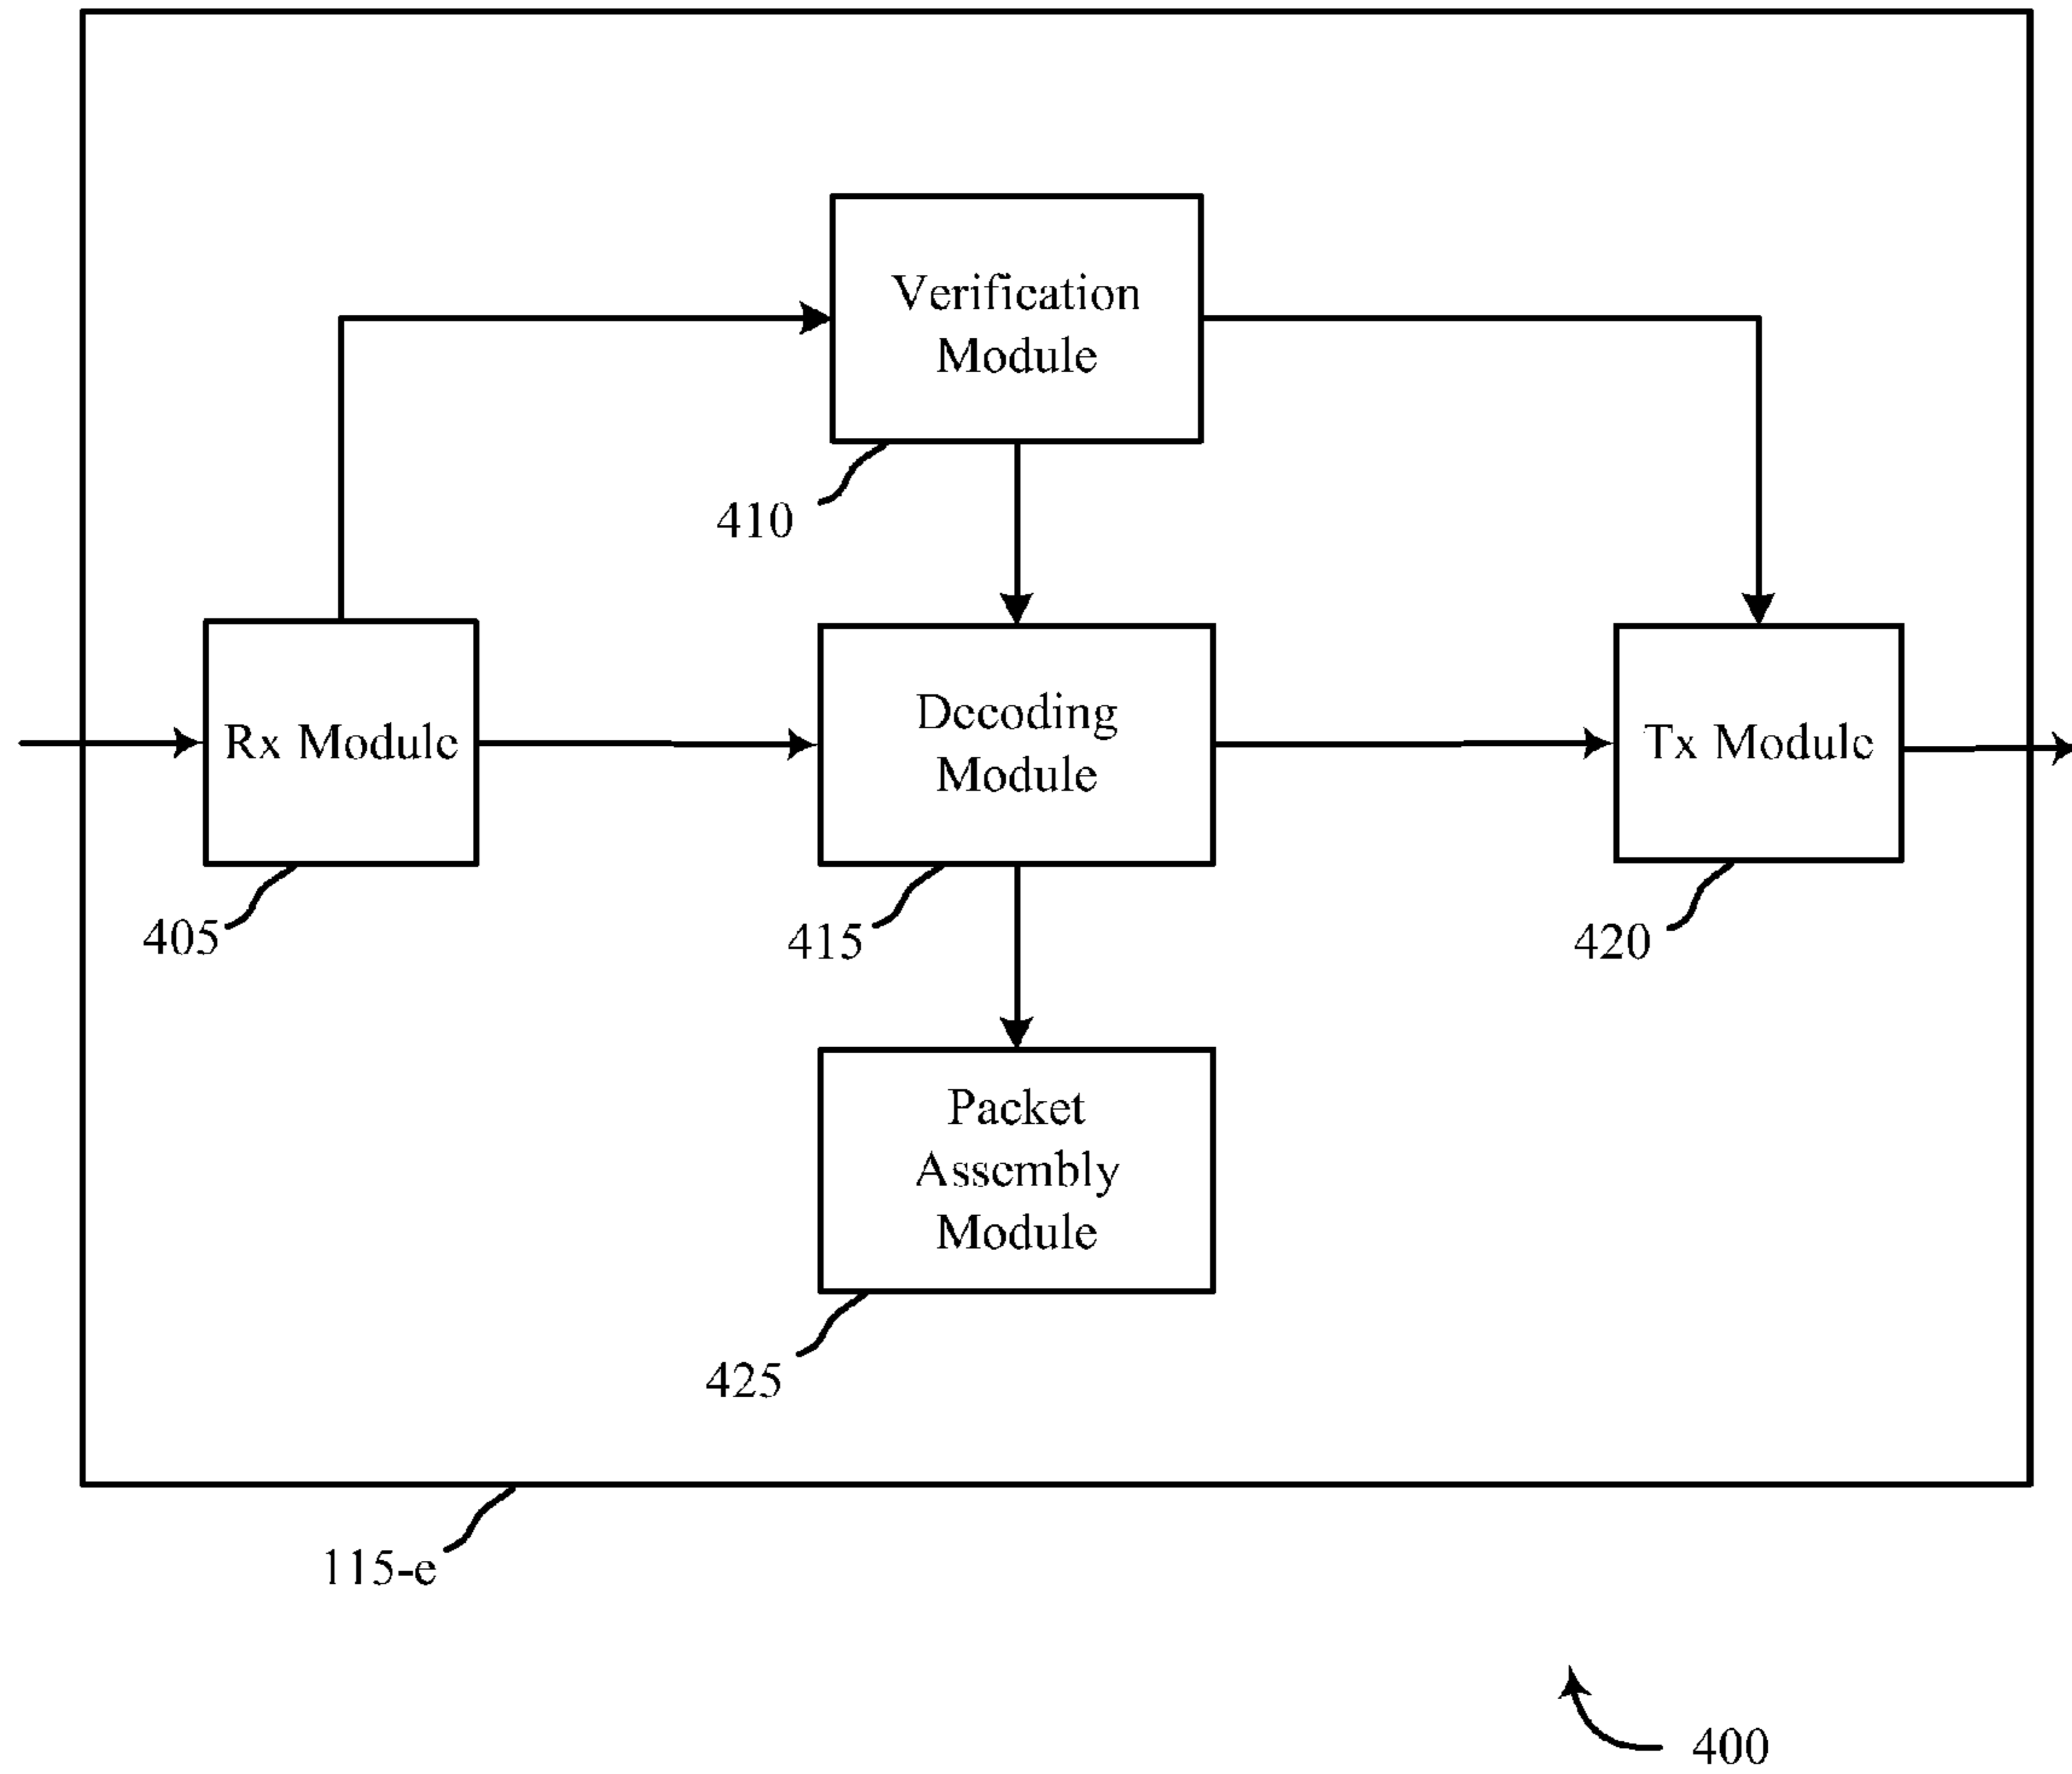 Verification
Module
410
Rx Module
Decoding
Module
Tx Module
405
415
420
Packet
Assembly
Module
425
115-e
400